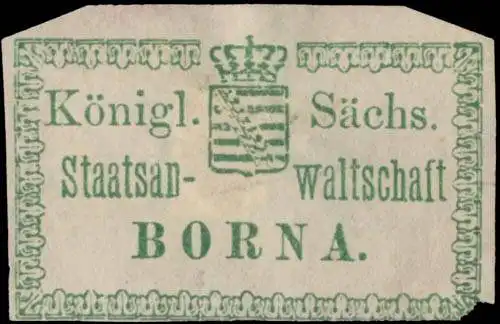 Königl. Sächs.
Staatsan- waltschaft
BORNA.